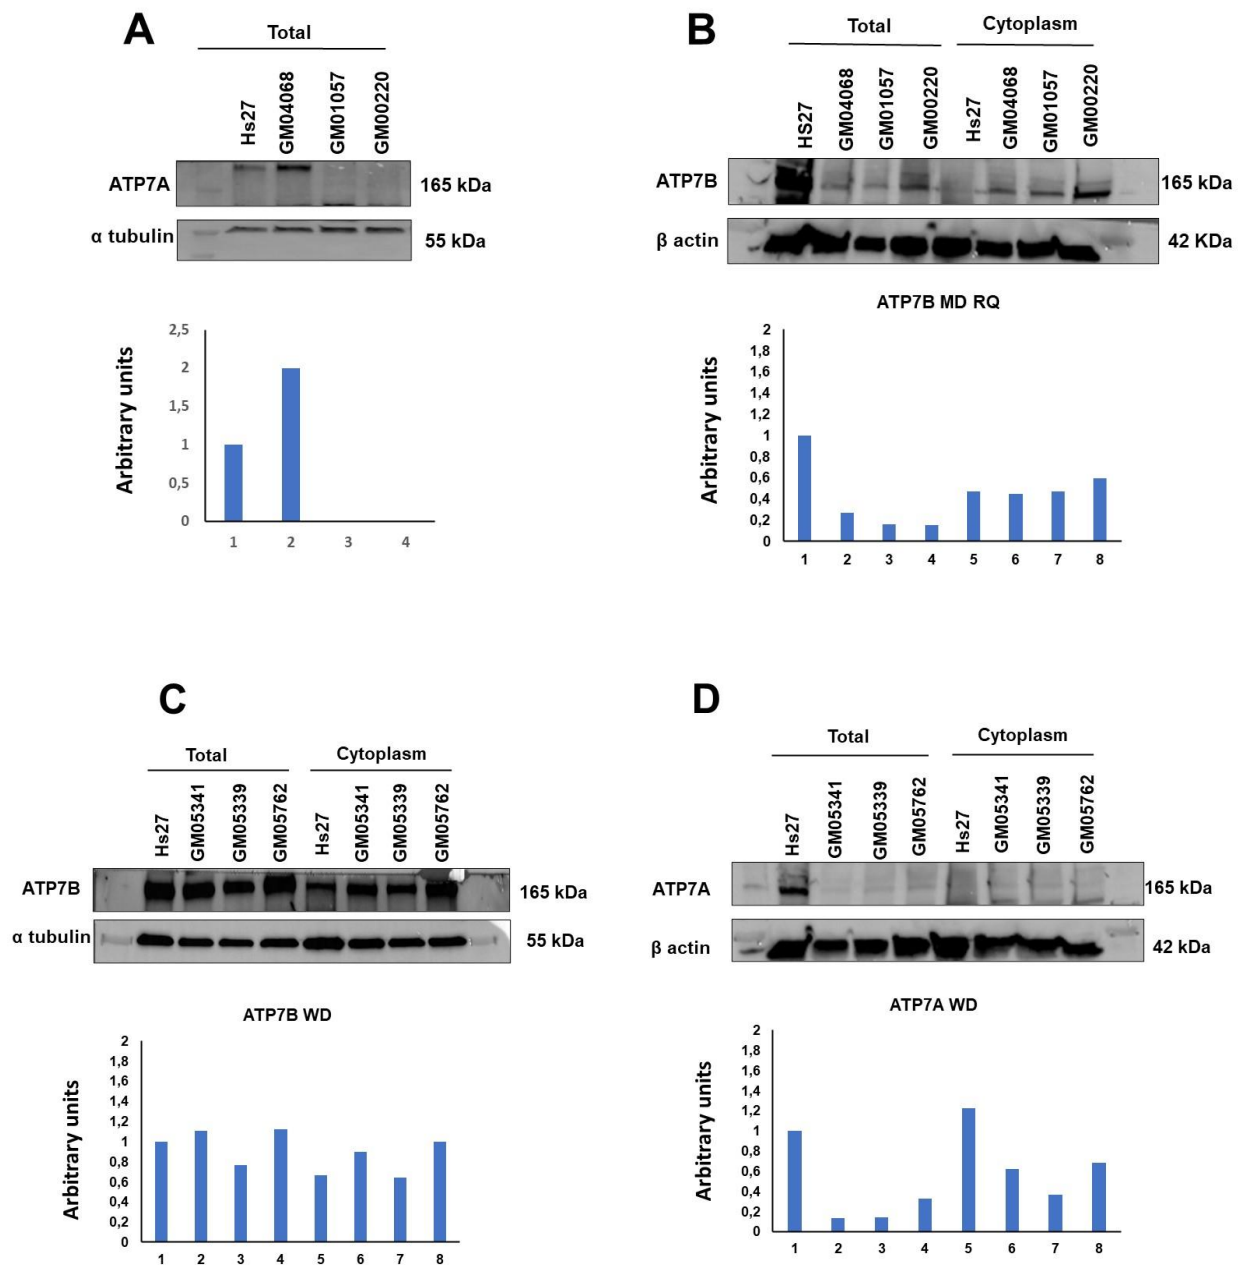 A
Total
Hs27
GM04068
GM01057
GM00220
ATP7A
165 kDa
α tubulin
55 kDa
Arbitrary units
2,5
2
1,5
1
0,5
0
1 2 3 4
B
Total Cytoplasm
HS27
GM04068
GM01057
GM00220
Hs27
GM04068
GM01057
GM00220
ATP7B
165 kDa
β actin
42 KDa
ATP7B MD RQ
Arbitrary units
2
1,8
1,6
1,4
1,2
1
0,8
0,6
0,4
0,2
0
1 2 3 4 5 6 7 8
C
Total Cytoplasm
Hs27
GM05341
GM05339
GM05762
Hs27
GM05341
GM05339
GM05762
ATP7B
165 kDa
α tubulin
55 kDa
ATP7B WD
Arbitrary units
2
1,8
1,6
1,4
1,2
1
0,8
0,6
0,4
0,2
0
1 2 3 4 5 6 7 8
D
Total Cytoplasm
Hs27
GM05341
GM05339
GM05762
Hs27
GM05341
GM05339
GM05762
ATP7A
165 kDa
β actin
42 kDa
ATP7A WD
Arbitrary units
2
1,8
1,6
1,4
1,2
1
0,8
0,6
0,4
0,2
0
1 2 3 4 5 6 7 8